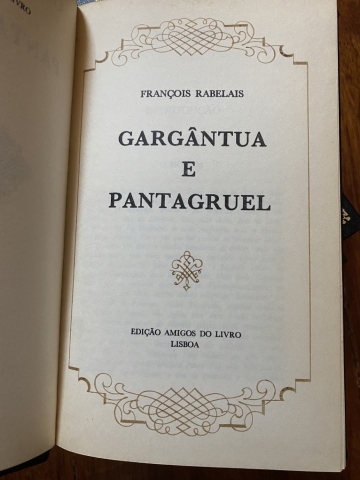 FRANÇOIS RABELAIS
GARGÂNTUA
E
PANTAGRUEL
EDIÇÃO AMIGOS DO LIVRO
LISBOA